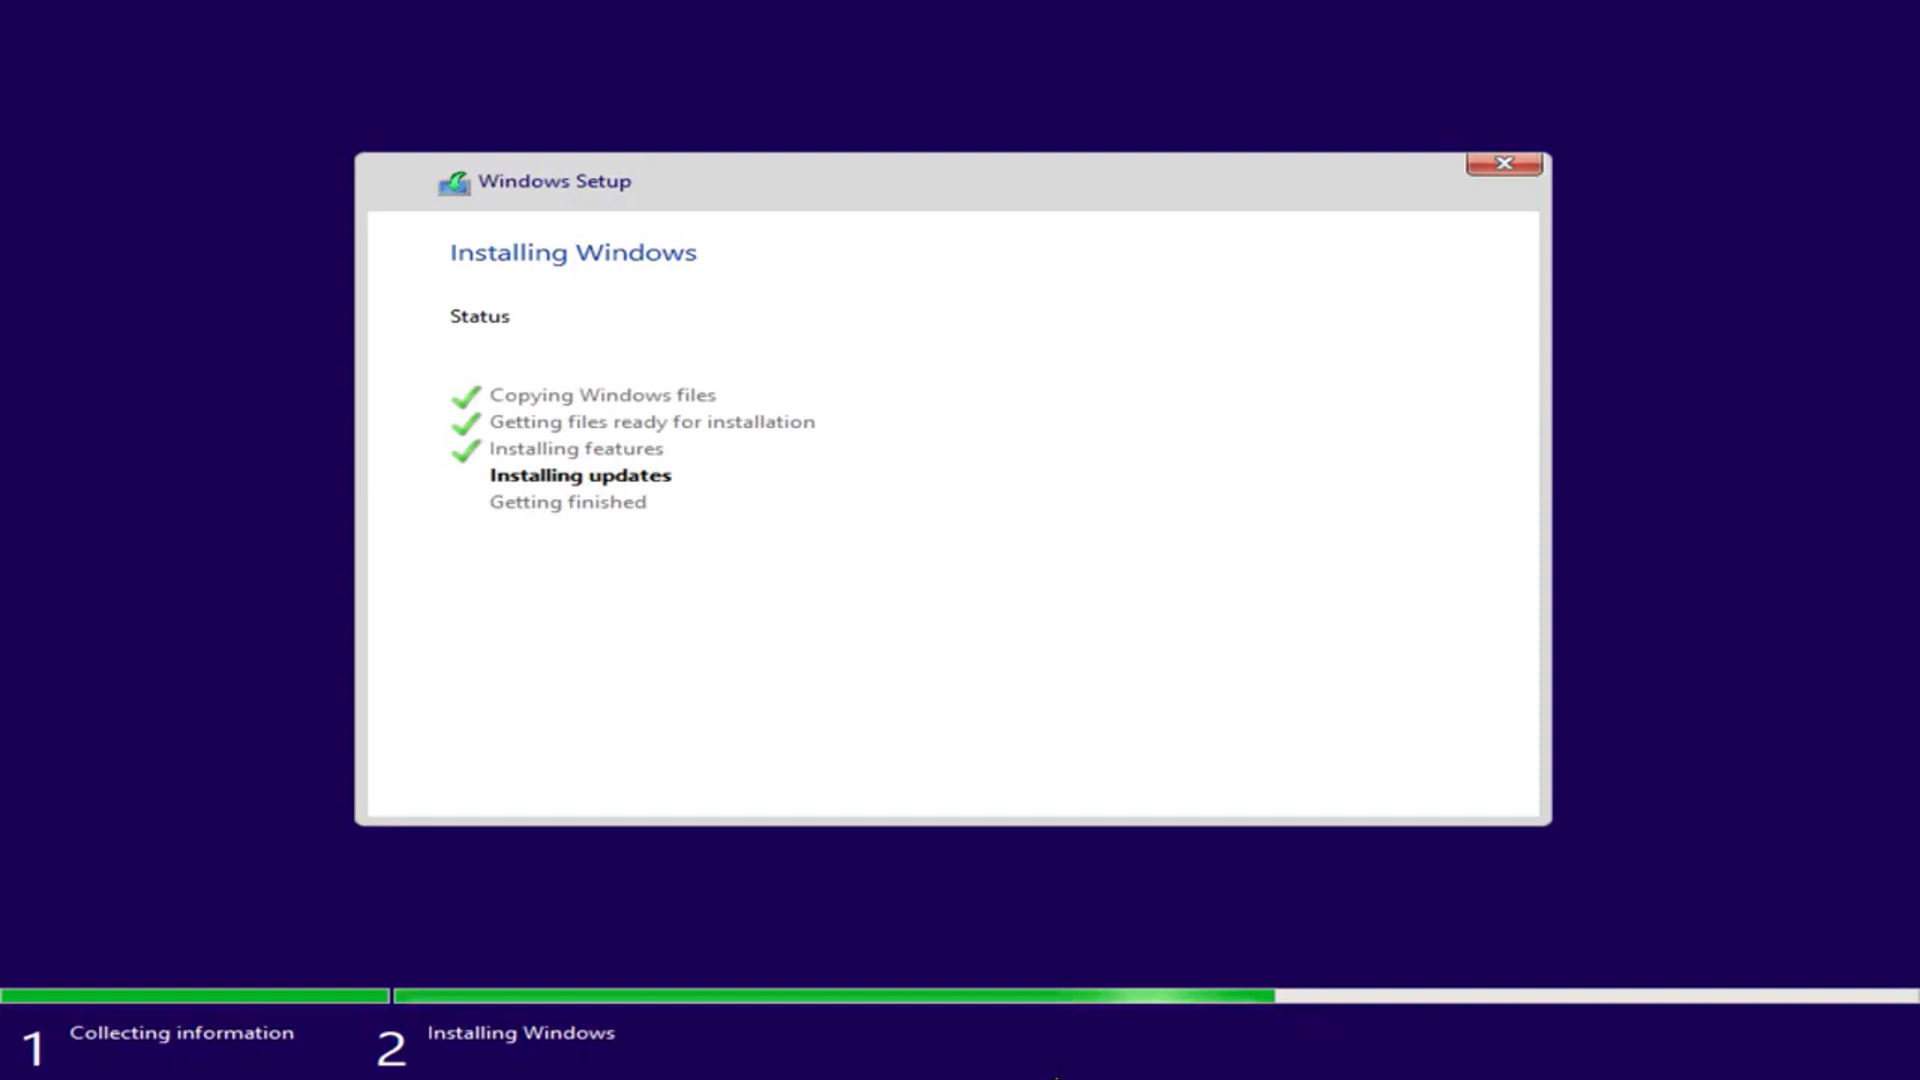 Windows Setup
Installing Windows
Status
Copying Windows files
Getting files ready for installation
Installing features
Installing updates
Getting finished
1 Collecting information
2 Installing Windows